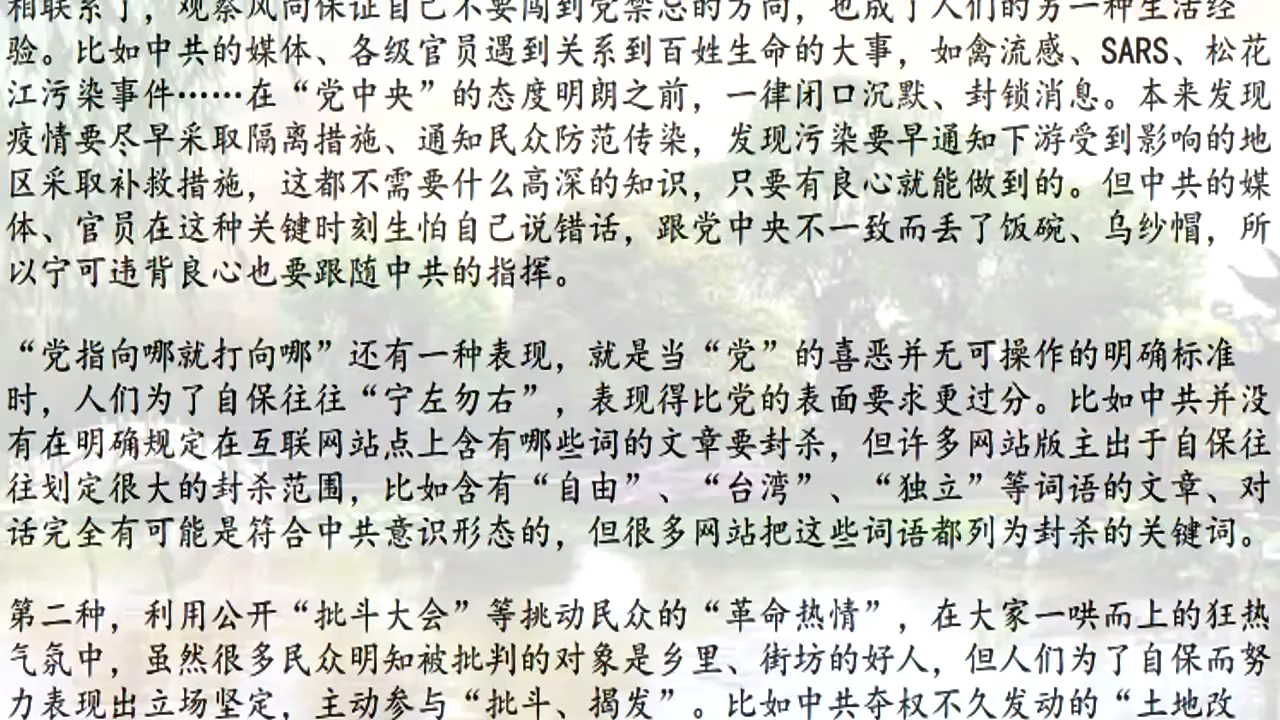 相联系了，观察风向保证自己不要闯到党禁忌的方向，也成了人们的另一种生活经
验。比如中共的媒体、各级官员遇到关系到百姓生命的大事，如禽流感、SARS、松花
江污染事件……在“党中央”的态度明朗之前，一律闭口沉默、封锁消息。本来发现
疫情要尽早采取隔离措施、通知民众防范传染，发现污染要早通知下游受到影响的地
区采取补救措施，这都不需要什么高深的知识，只要有良心就能做到的。但中共的媒
体、官员在这种关键时刻生怕自己说错话，跟党中央不一致而丢了饭碗、乌纱帽，所
以宁可违背良心也要跟随中共的指挥。
“党指向哪就打向哪”还有一种表现，就是当“党”的喜恶并无可操作的明确标准
时，人们为了自保往往“宁左勿右”，表现得比党的表面要求更过分。比如中共并没
有在明确规定在互联网站点上含有哪些词的文章要封杀，但许多网站版主出于自保往
往划定很大的封杀范围，比如含有“自由”、“台湾”、“独立”等词语的文章、对
话完全有可能是符合中共意识形态的，但很多网站把这些词语都列为封杀的关键词。
第二种，利用公开“批斗大会”等挑动民众的“革命热情”，在大家一哄而上的狂热
气氛中，虽然很多民众明知被批判的对象是乡里、街坊的好人，但人们为了自保而努
力表现出立场坚定，主动参与“批斗、揭发”。比如中共夺权不久发动的“土地改